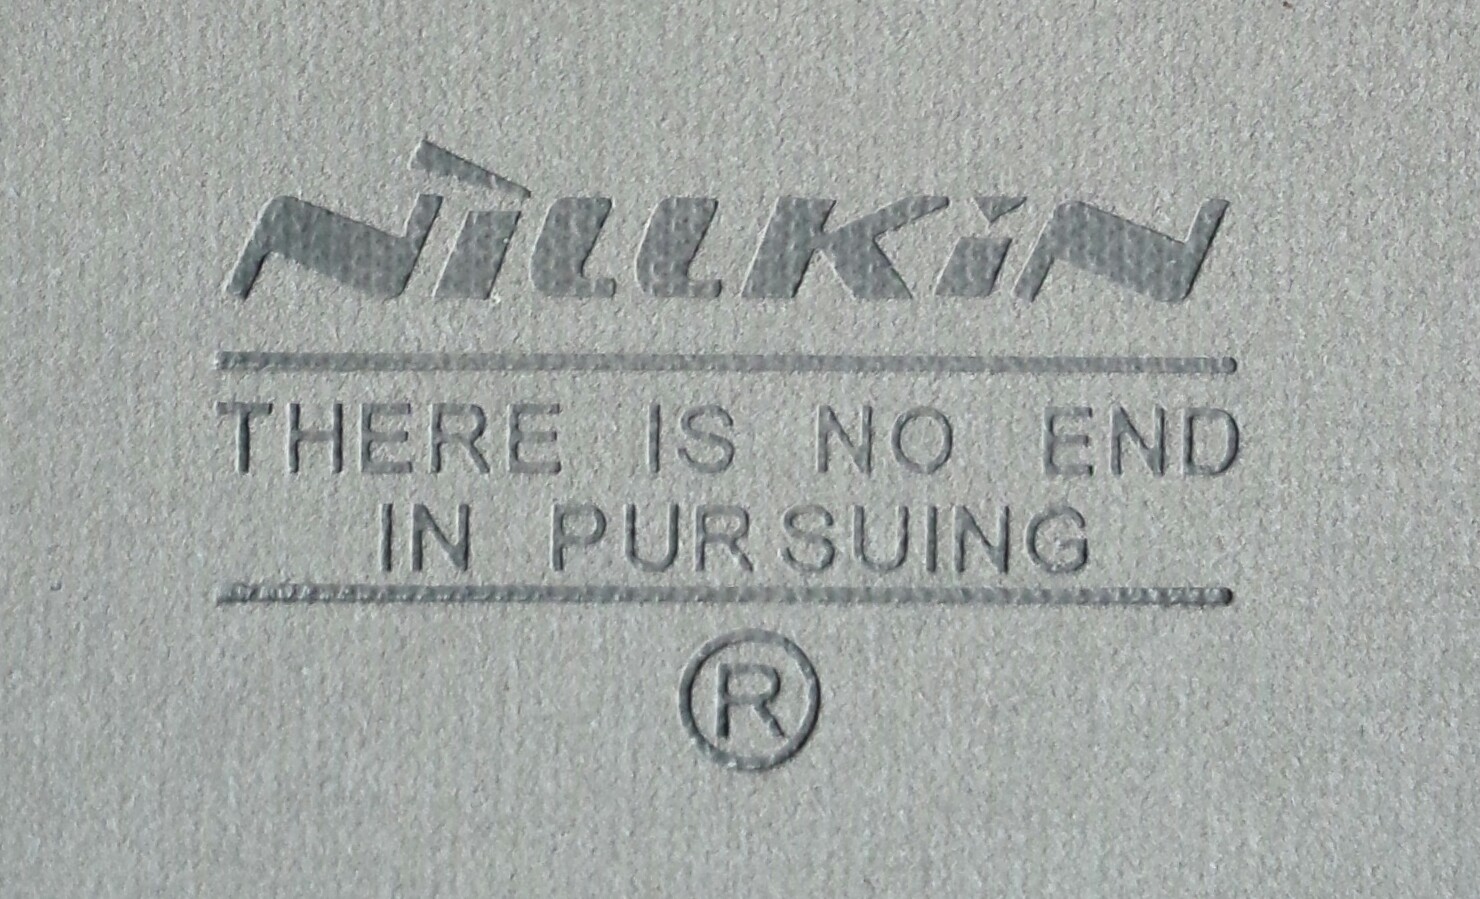 NiLLKiN
THERE IS NO END
IN PURSUING
®